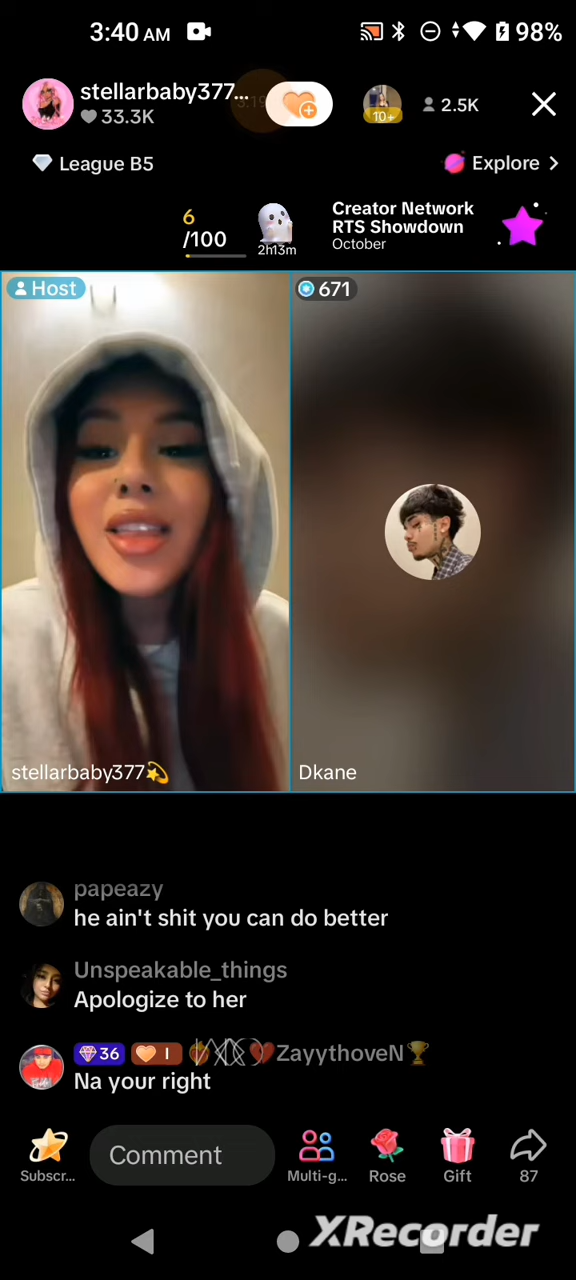 3:40 AM
98%
stellarbaby377...
33.3K
10+
2.5K
League B5
Explore >
6
/100
2h13m
Creator Network
RTS Showdown
October
Host
671
stellarbaby377
Dkane
papeazy
he ain't shit you can do better
Unspeakable_things
Apologize to her
36
I
ZayythoveN
Na your right
Subscr...
Comment
Multi-g...
Rose
Gift
87
XRecorder